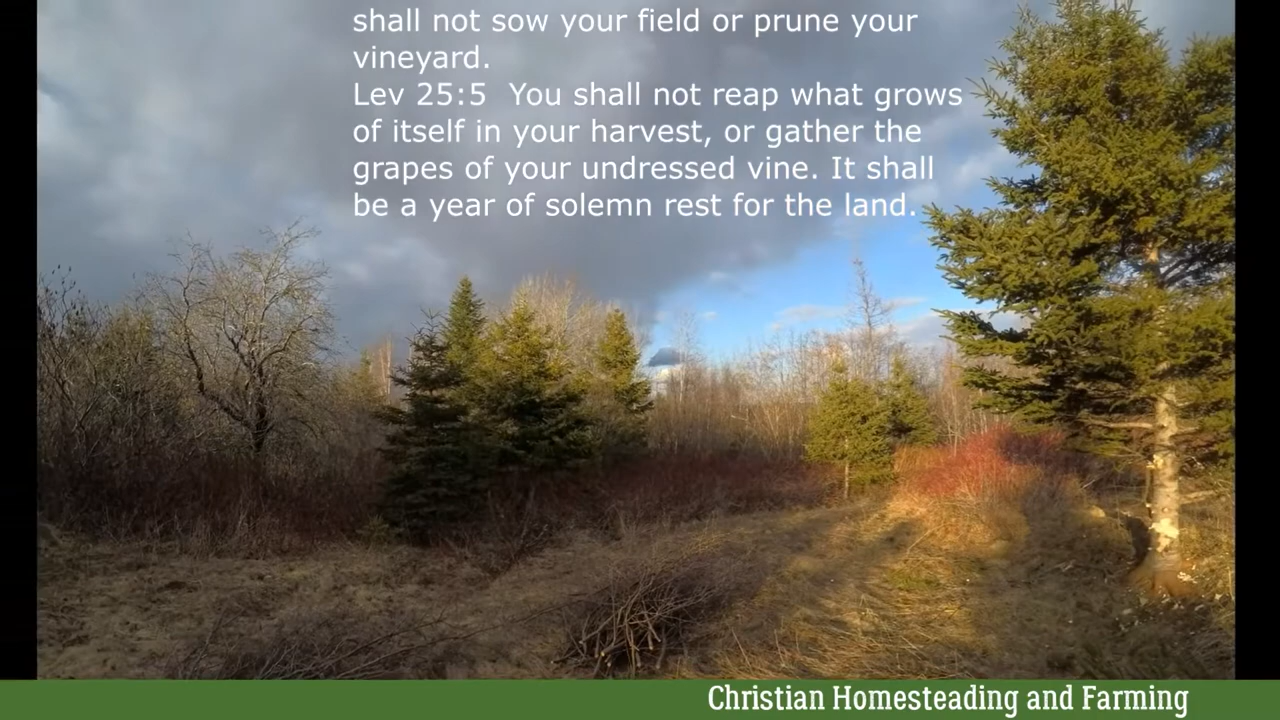 shall not sow your field or prune your
vineyard.
Lev 25:5  You shall not reap what grows
of itself in your harvest, or gather the
grapes of your undressed vine. It shall
be a year of solemn rest for the land.
Christian Homesteading and Farming